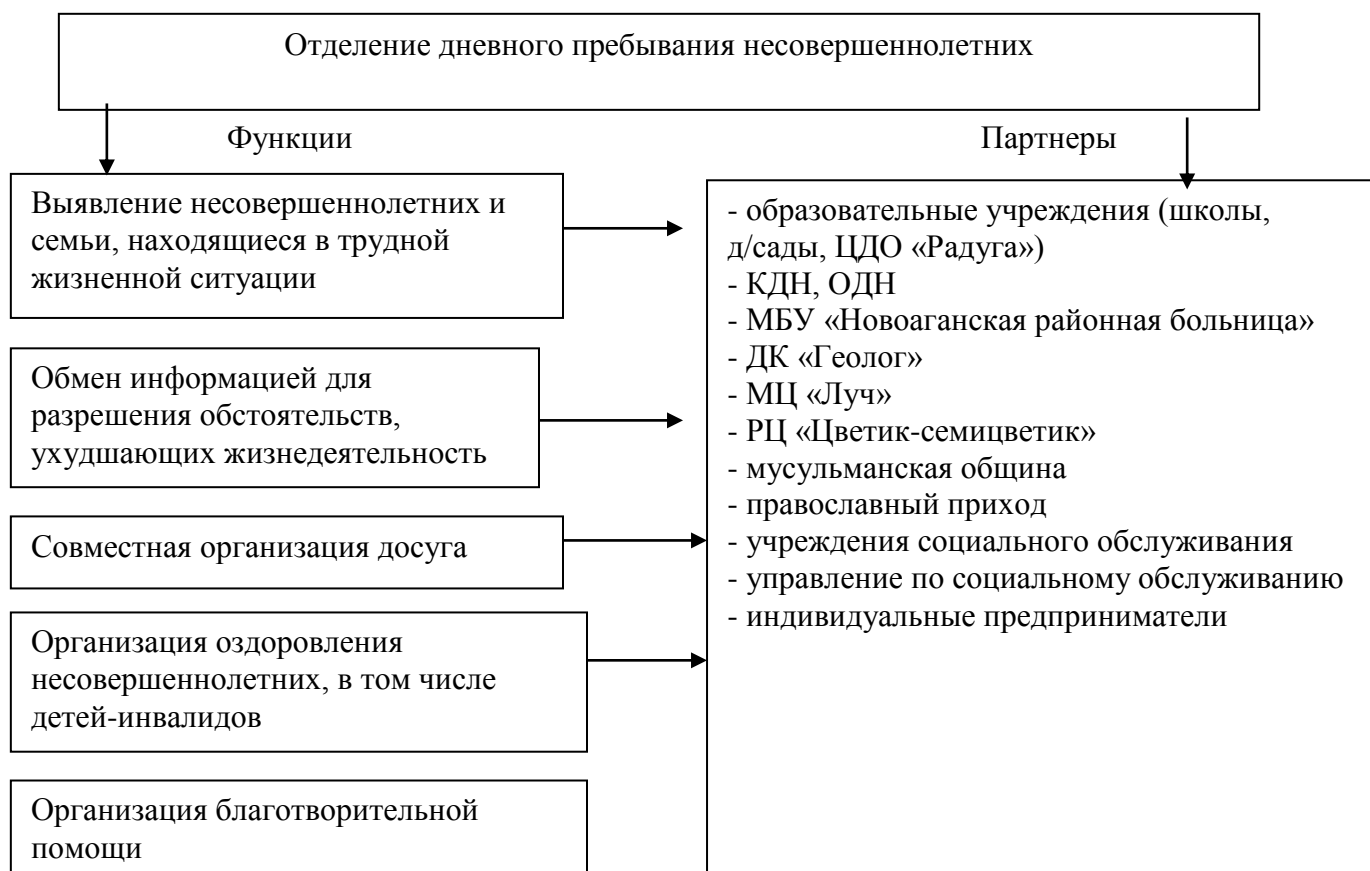 Отделение дневного пребывания несовершеннолетних
Функции
Партнеры
Выявление несовершеннолетних и
семьи, находящиеся в трудной
жизненной ситуации
Обмен информацией для
разрешения обстоятельств,
ухудшающих жизнедеятельность
Совместная организация досуга
Организация оздоровления
несовершеннолетних, в том числе
детей-инвалидов
Организация благотворительной
помощи
- образовательные учреждения (школы,
д/сады, ЦДО «Радуга»)
- КДН, ОДН
- МБУ «Новоаганская районная больница»
- ДК «Геолог»
- МЦ «Луч»
- РЦ «Цветик-семицветик»
- мусульманская община
- православный приход
- учреждения социального обслуживания
- управление по социальному обслуживанию
- индивидуальные предприниматели